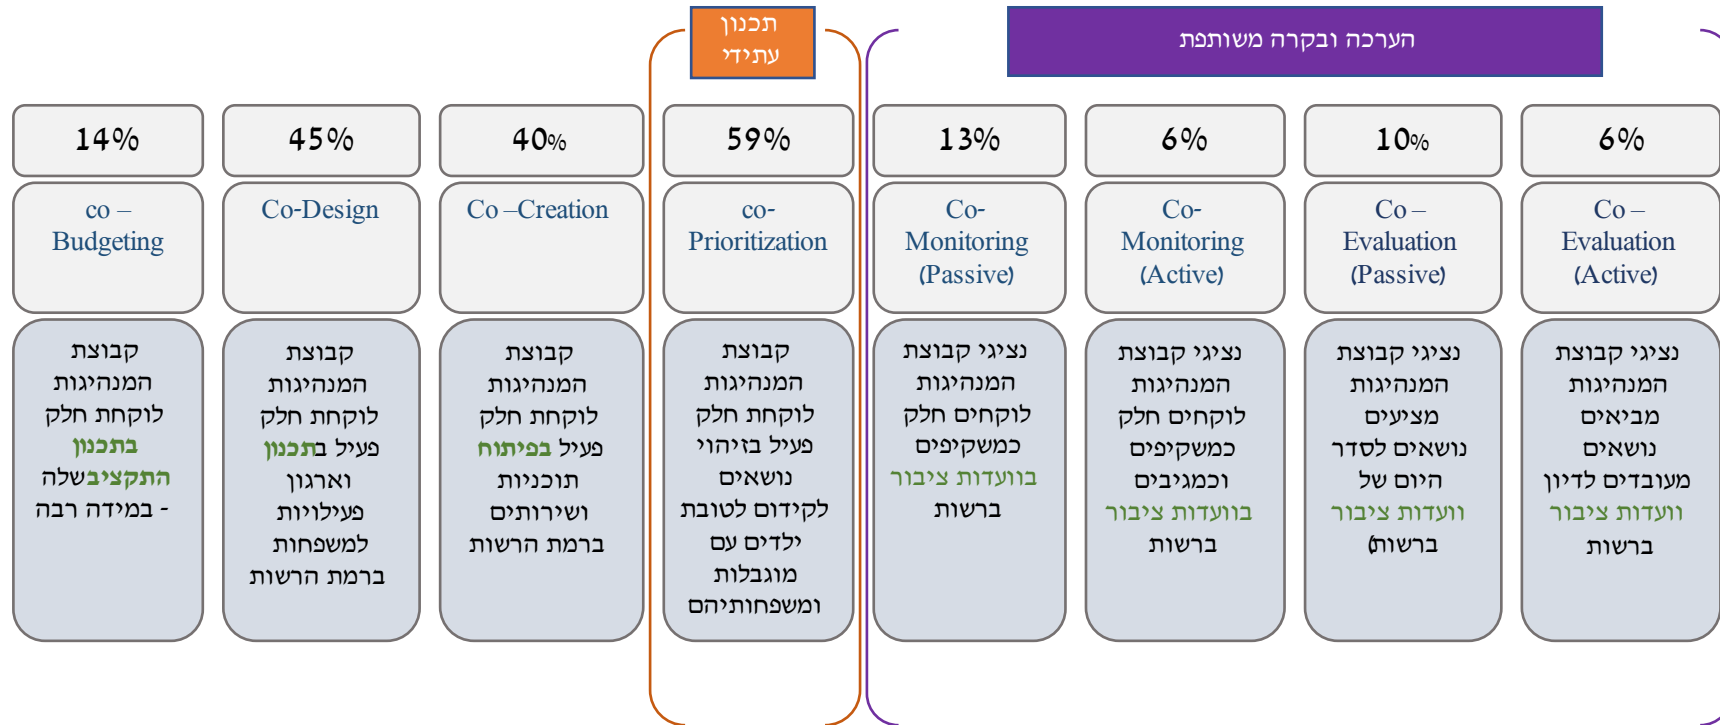 תכנון
עתידי
הערכה ובקרה משותפת
14%
45%
40%
59%
13%
6%
10%
6%
co –
Budgeting
Co-Design
Co –Creation
co-
Prioritization
Co-
Monitoring
(Passive)
Co-
Monitoring
(Active)
Co –
Evaluation
(Passive)
Co –
Evaluation
(Active)
קבוצת
המנהיגות
לוקחת חלק
בתכנון
התקציבשלה
- במידה רבה
קבוצת
המנהיגות
לוקחת חלק
פעיל בתכנון
וארגון
פעילויות
למשפחות
ברמת הרשות
קבוצת
המנהיגות
לוקחת חלק
פעיל בפיתוח
תוכניות
ושירותים
ברמת הרשות
קבוצת
המנהיגות
לוקחת חלק
פעיל בזיהוי
נושאים
לקידום לטובת
ילדים עם
מוגבלות
ומשפחותיהם
נציגי קבוצת
המנהיגות
לוקחים חלק
כמשקיפים
בוועדות ציבור
ברשות
נציגי קבוצת
המנהיגות
לוקחים חלק
כמשקיפים
וכמגיבים
בוועדות ציבור
ברשות
נציגי קבוצת
המנהיגות
מציעים
נושאים לסדר
היום של
וועדות ציבור
ברשות)
נציגי קבוצת
המנהיגות
מביאים
נושאים
מעובדים לדיון
וועדות ציבור
ברשות